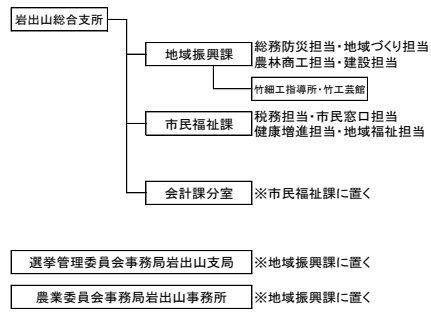 岩出山総合支所
地域振興課
総務防災担当・地域づくり担当
農林商工担当・建設担当
竹細工指導所・竹工芸館
市民福祉課
税務担当・市民窓口担当
健康増進担当・地域福祉担当
会計課分室
※市民福祉課に置く
選挙管理委員会事務局岩出山支局
※地域振興課に置く
農業委員会事務局岩出山事務所
※地域振興課に置く